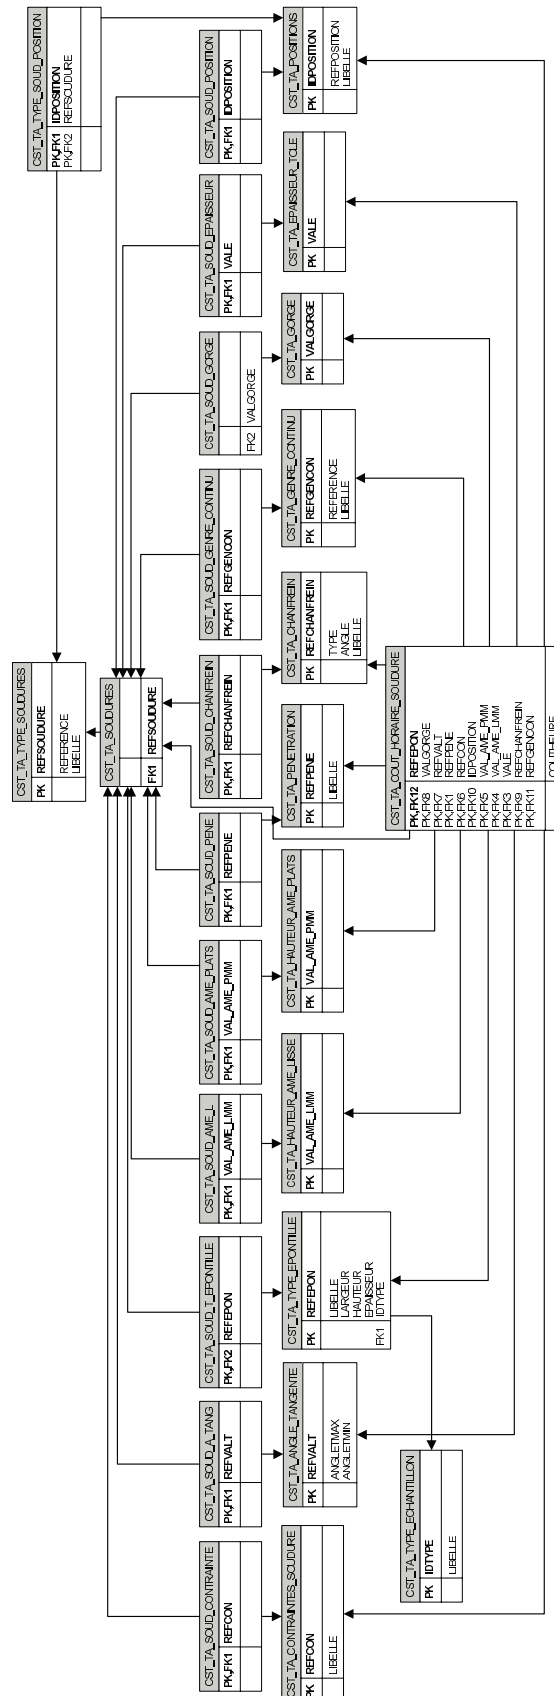 CST_TA_TYPE_SOUD_POSITION
PK,FK1 IDPOSITION
PK,FK2 REFSOUDURE
CST_TA_TYPE_SOUDURES
PK REFSOUDURE
REFERENCE
LIBELLE
CST_TA_SOUDURES
FK1 REFSOUDURE
CST_TA_SOUD_CONTRAINTE
PK,FK1 REFCON
CST_TA_SOUD_A_TANG
PK,FK1 REFVALT
CST_TA_SOUD_T_EPONTILLE
PK,FK2 REFEPON
CST_TA_SOUD_AME_L
PK,FK1 VAL_AME_LMM
CST_TA_SOUD_AME_PLATS
PK,FK1 VAL_AME_PMM
CST_TA_SOUD_PENE
PK,FK1 REFPENE
CST_TA_SOUD_CHANFREIN
PK,FK1 REFCHANFREIN
CST_TA_SOUD_GENRE_CONTINU
PK,FK1 REFGENCON
CST_TA_SOUD_GORGE
FK2 VALGORGE
CST_TA_SOUD_EPAISSEUR
PK,FK1 VALE
CST_TA_SOUD_POSITION
PK,FK1 IDPOSITION
CST_TA_CONTRAINTES_SOUDURE
PK REFCON
LIBELLE
CST_TA_ANGLE_TANGENTE
PK REFVALT
ANGLETMAX
ANGLETMIN
CST_TA_TYPE_EPONTILLE
PK REFEPON
LIBELLE
LARGEUR
HAUTEUR
EPAISSEUR
FK1 IDTYPE
CST_TA_HAUTEUR_AME_LISSE
PK VAL_AME_LMM
CST_TA_HAUTEUR_AME_PLATS
PK VAL_AME_PMM
CST_TA_PENETRATION
PK REFPENE
LIBELLE
CST_TA_CHANFREIN
PK REFCHANFREIN
TYPE
ANGLE
LIBELLE
CST_TA_GENRE_CONTINU
PK REFGENCON
REFERENCE
LIBELLE
CST_TA_GORGE
PK VALGORGE
CST_TA_EPAISSEUR_TOLE
PK VALE
CST_TA_POSITIONS
PK IDPOSITION
REFPOSITION
LIBELLE
CST_TA_TYPE_ECHANTILLON
PK IDTYPE
LIBELLE
CST_TA_COUT_HORAIRE_SOUDURE
PK,FK12 REFEPON
PK,FK8 VALGORGE
PK,FK7 REFVALT
PK,FK1 REFPENE
PK,FK6 REFCON
PK,FK10 IDPOSITION
PK,FK5 VAL_AME_PMM
PK,FK4 VAL_AME_LMM
PK,FK3 VALE
PK,FK9 REFCHANFREIN
PK,FK11 REFGENCON